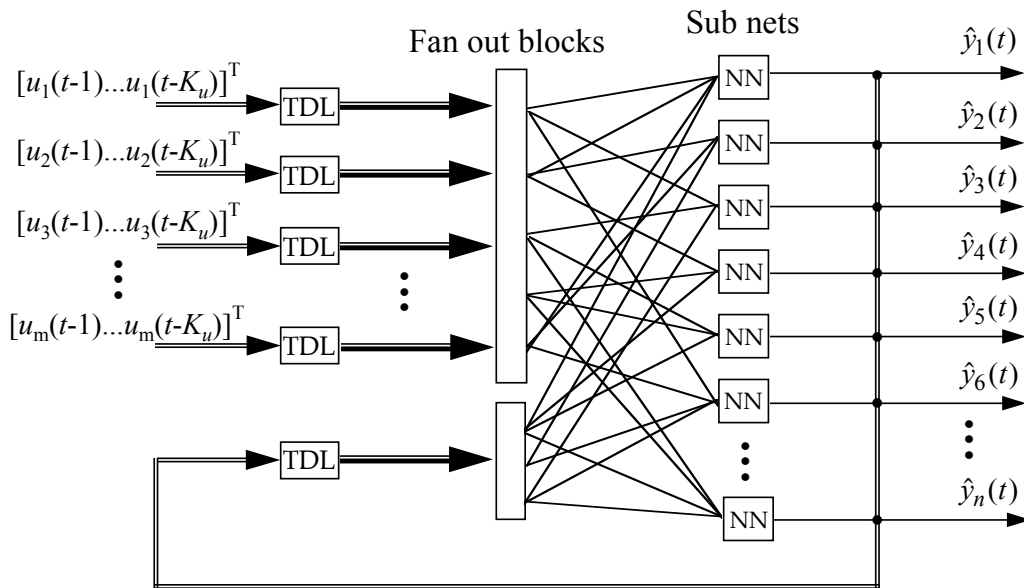 Fan out blocks
Sub nets
[u₁(t-1)...u₁(t-Kᵤ)]ᵀ
TDL
NN
ŷ₁(t)
[u₂(t-1)...u₂(t-Kᵤ)]ᵀ
TDL
NN
ŷ₂(t)
[u₃(t-1)...u₃(t-Kᵤ)]ᵀ
TDL
NN
ŷ₃(t)
NN
ŷ₄(t)
[uₘ(t-1)...uₘ(t-Kᵤ)]ᵀ
TDL
NN
ŷ₅(t)
NN
ŷ₆(t)
TDL
NN
ŷₙ(t)